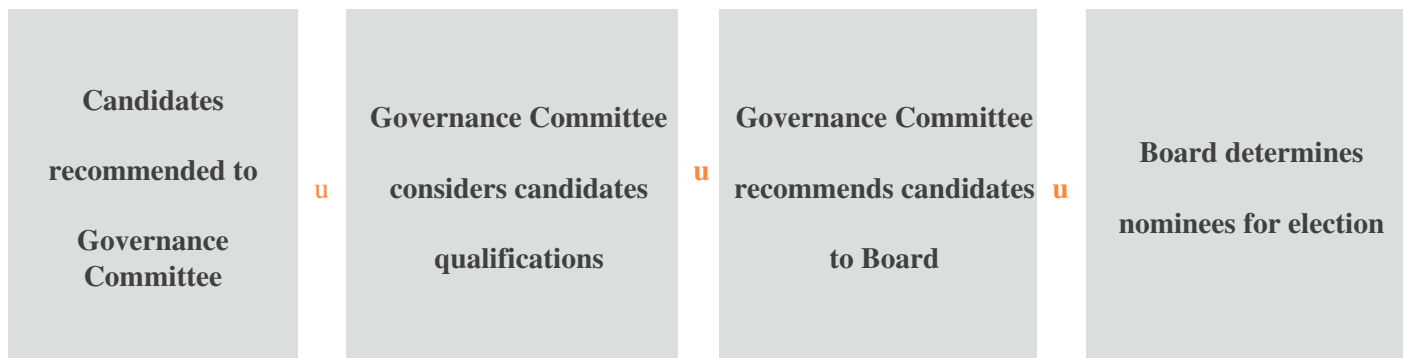 Candidates
recommended to
Governance
Committee
u
Governance Committee
considers candidates
qualifications
u
Governance Committee
recommends candidates
to Board
u
Board determines
nominees for election